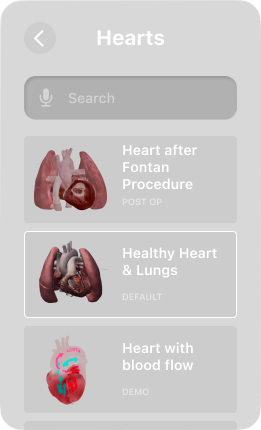 Hearts
Search
Heart after
Fontan
Procedure
POST OP
Healthy Heart
& Lungs
DEFAULT
Heart with
blood flow
DEMO